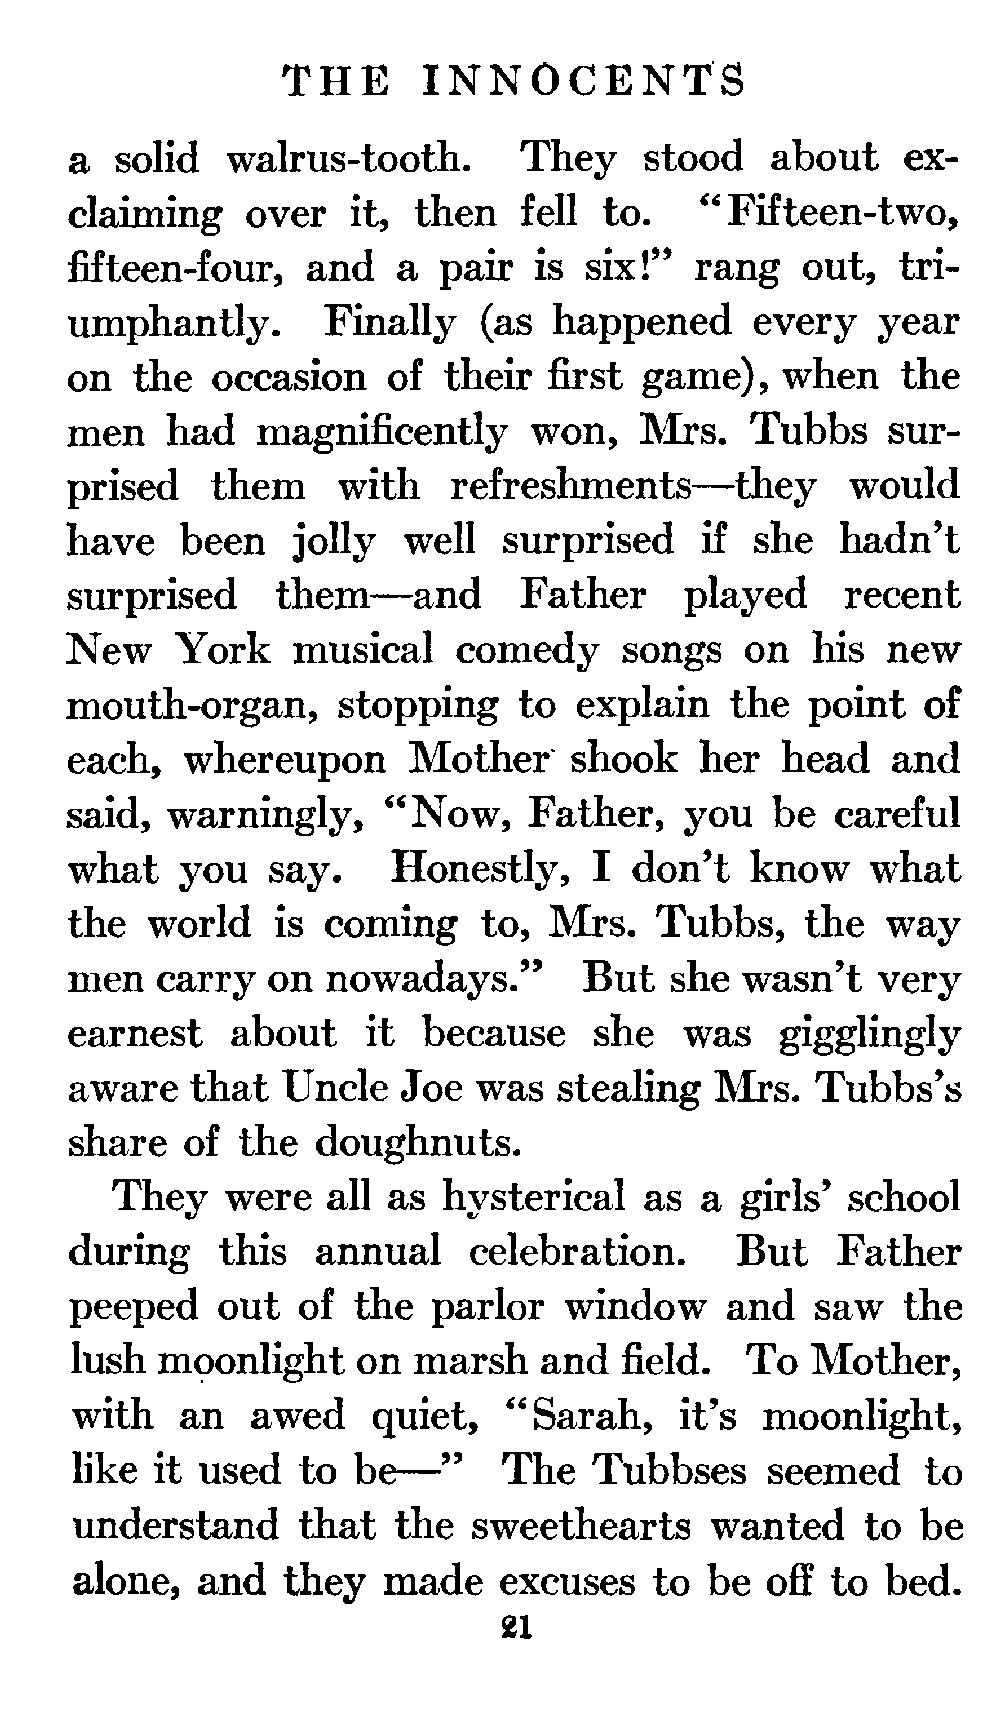 THE INNOCENTS
a solid walrus-tooth. They stood about ex-
claiming over it, then fell to. “Fifteen-two,
fifteen-four, and a pair is six!” rang out, tri-
umphantly. Finally (as happened every year
on the occasion of their first game), when the
men had magnificently won, Mrs. Tubbs sur-
prised them with refreshments—they would
have been jolly well surprised if she hadn’t
surprised them—and Father played recent
New York musical comedy songs on his new
mouth-organ, stopping to explain the point of
each, whereupon Mother shook her head and
said, warningly, “Now, Father, you be careful
what you say. Honestly, I don’t know what
the world is coming to, Mrs. Tubbs, the way
men carry on nowadays.” But she wasn’t very
earnest about it because she was gigglingly
aware that Uncle Joe was stealing Mrs. Tubbs’s
share of the doughnuts.
They were all as hysterical as a girls’ school
during this annual celebration. But Father
peeped out of the parlor window and saw the
lush moonlight on marsh and field. To Mother,
with an awed quiet, “Sarah, it’s moonlight,
like it used to be—” The Tubbses seemed to
understand that the sweethearts wanted to be
alone, and they made excuses to be off to bed.
21